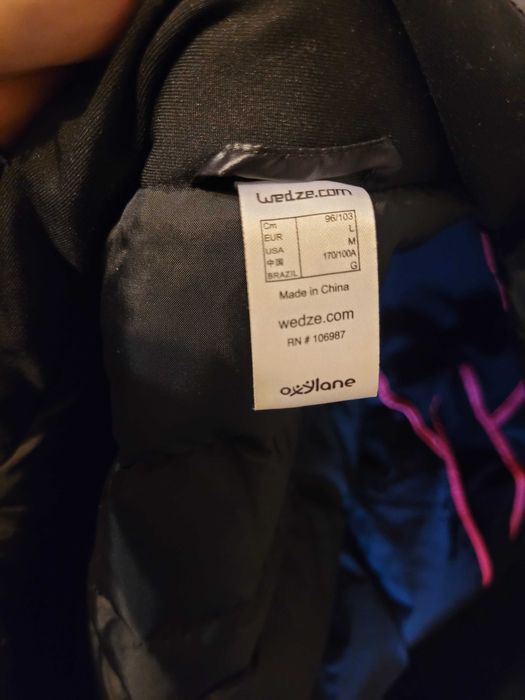 wedze.com
Cm 96/103
EUR L
USA M
中国 170/100A
BRAZIL G
Made in China
wedze.com
RN # 106987
oxylane